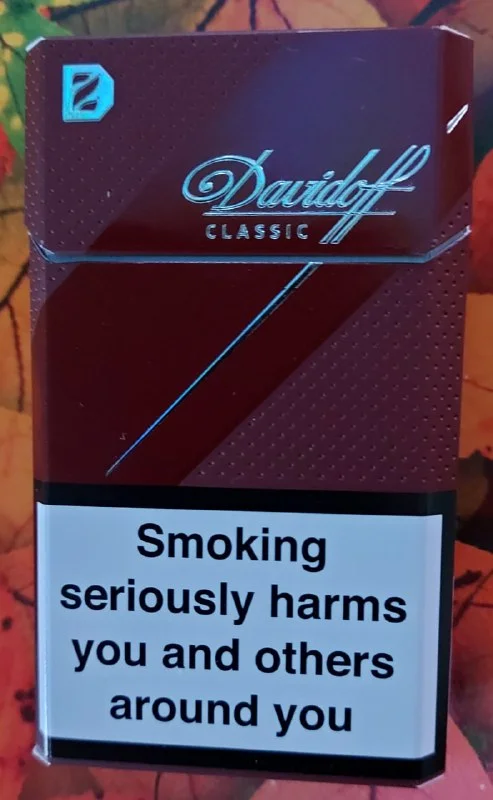 Davidoff
CLASSIC
Smoking
seriously harms
you and others
around you